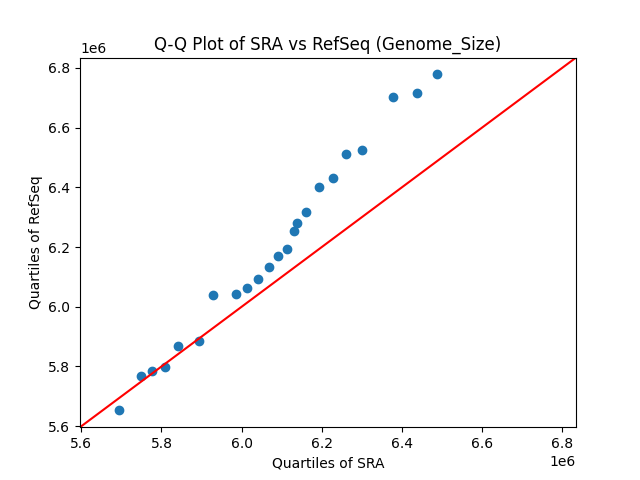 Q-Q Plot of SRA vs RefSeq (Genome_Size)
1e6
6.8
6.6
6.4
6.2
6.0
5.8
5.6
Quartiles of RefSeq
5.6 5.8 6.0 6.2 6.4 6.6 6.8
1e6
Quartiles of SRA